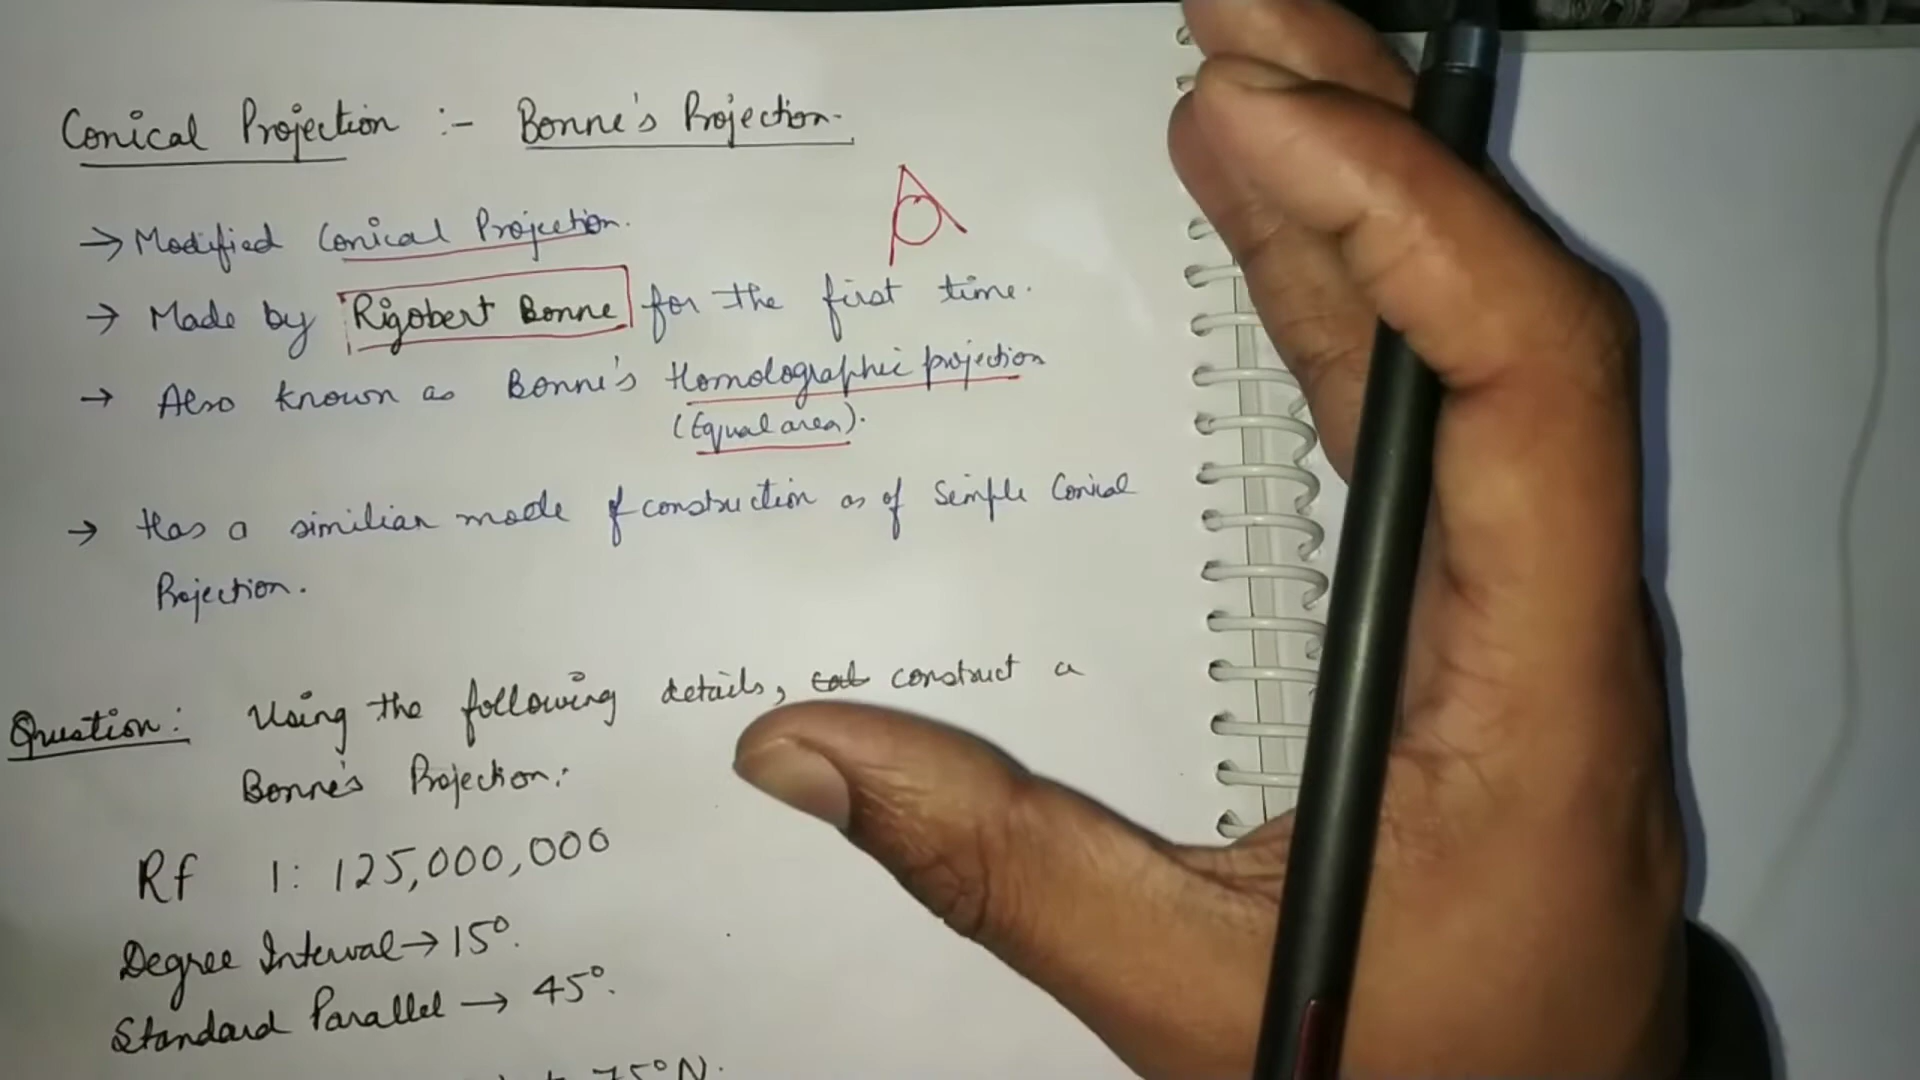 Conical Projection :- Bonne's Projection.
→ Modified Conical Projection.
→ Made by Rigobert Bonne for the first time.
→ Also known as Bonne's Homolographic projection
(Equal area).
→ Has a similiar mode of construction as of Simple Conical
Projection.
Question: Using the following details, construct a
Bonne's Projection:
Rf 1: 125,000,000
Degree Interval → 15°.
Standard Parallel → 45°.
75°N.